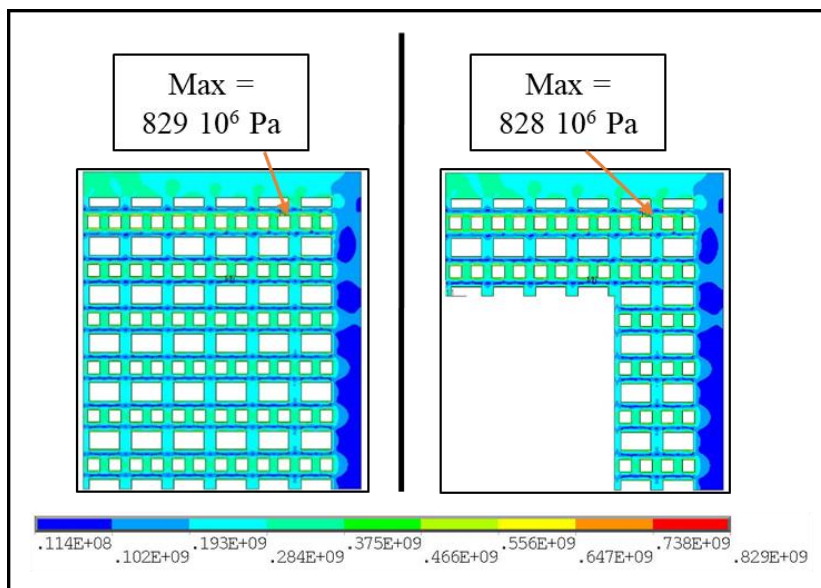 Max =
829 10⁶ Pa
Max =
828 10⁶ Pa
.114E+08
.102E+09
.193E+09
.284E+09
.375E+09
.466E+09
.556E+09
.647E+09
.738E+09
.829E+09